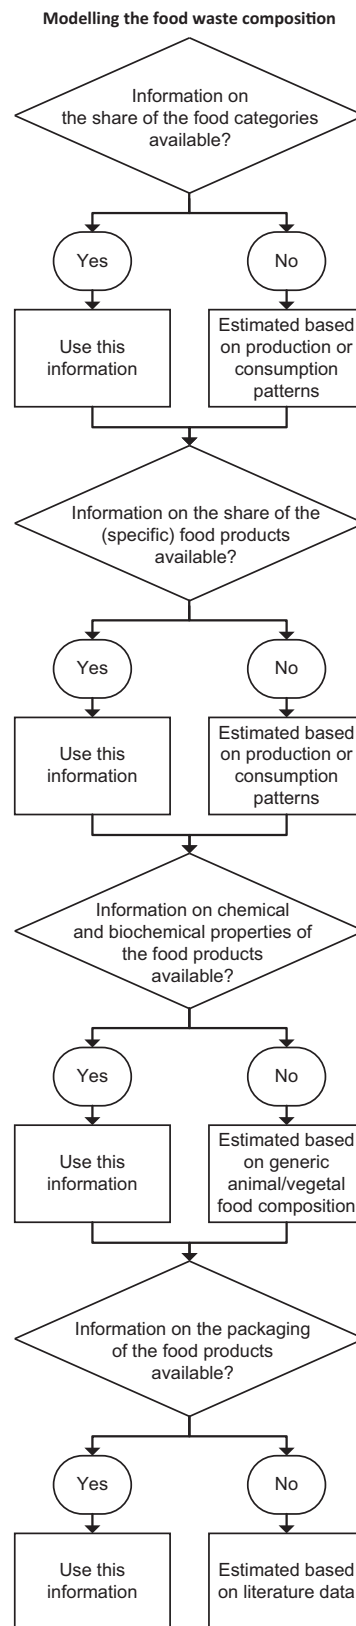 Modelling the food waste composition
Information on
the share of the food categories
available?
Yes
No
Use this
information
Estimated based
on production or
consumption
patterns
Information on the share of the
(specific) food products
available?
Yes
No
Use this
information
Estimated based
on production or
consumption
patterns
Information on chemical
and biochemical properties of
the food products
available?
Yes
No
Use this
information
Estimated based
on generic
animal/vegetal
food composition
Information on the packaging
of the food products
available?
Yes
No
Use this
information
Estimated based
on literature data